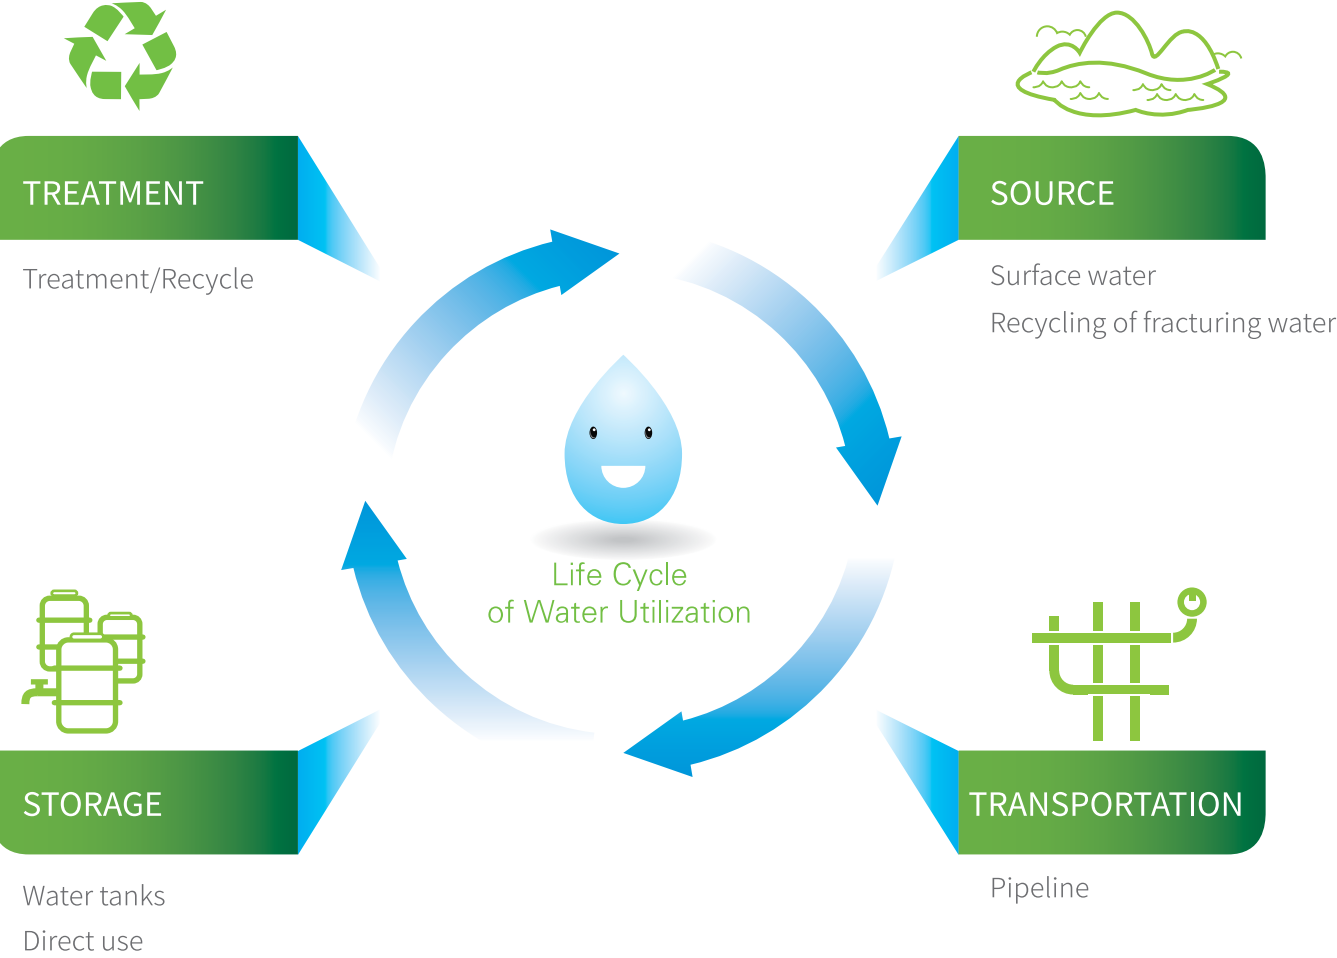 TREATMENT
Treatment/Recycle
SOURCE
Surface water
Recycling of fracturing water
Life Cycle
of Water Utilization
STORAGE
Water tanks
Direct use
TRANSPORTATION
Pipeline